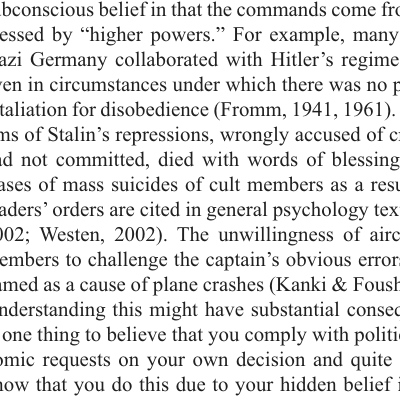 bconscious belief in that the commands come fro
essed by “higher powers.” For example, many
azi Germany collaborated with Hitler’s regime
ven in circumstances under which there was no p
taliation for disobedience (Fromm, 1941, 1961).
ms of Stalin’s repressions, wrongly accused of c
ad not committed, died with words of blessing
ases of mass suicides of cult members as a resu
aders’ orders are cited in general psychology tex
002; Westen, 2002). The unwillingness of airc
embers to challenge the captain’s obvious errors
amed as a cause of plane crashes (Kanki & Foush
nderstanding this might have substantial conseq
one thing to believe that you comply with politi
omic requests on your own decision and quite
now that you do this due to your hidden belief i